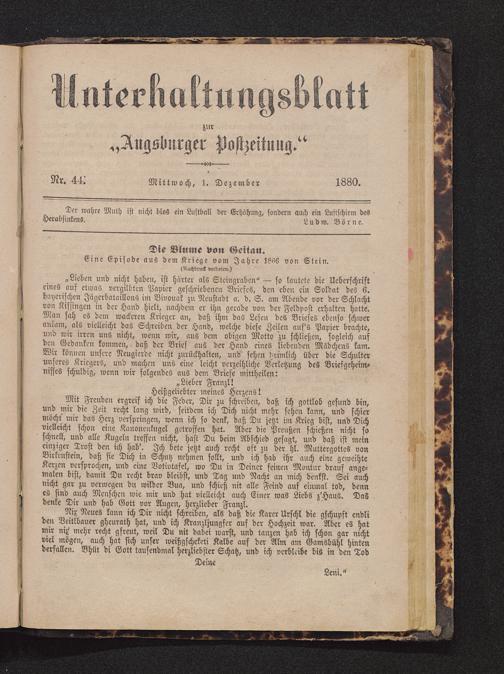 Unterhaltungsblatt
zur
„Augsburger Postzeitung.“
Nr. 44. Mittwoch, 1. Dezember 1880.
Der wahre Muth ist nicht blos ein Luftball der Erhöhung, sondern auch ein Luftschirm des
Herabsinkens. Ludw. Börne.
Die Blume von Geitau.
Eine Episode aus dem Kriege vom Jahre 1866 von Stein.
(Nachdruck verboten.)
„Lieben und nicht haben, ist härter als Steingraben“ — so lautete die Ueberschrift
eines auf etwas vergilbten Papier geschriebenen Briefes, den eben ein Soldat des 6.
bayerischen Jägerbataillons im Bivouak zu Neustadt a. d. S. am Abende vor der Schlacht
von Kissingen in der Hand hielt, nachdem er ihn gerade von der Feldpost erhalten hatte.
Man sah es dem wackeren Krieger an, daß ihm das Lesen des Briefes ebenso schwer
ankam, als vielleicht das Schreiben der Hand, welche diese Zeilen auf's Papier brachte,
und wir irren uns nicht, wenn wir, aus dem obigen Motto zu schließen, sogleich auf
den Gedanken kommen, daß der Brief aus der Hand eines liebenden Mädchens kam.
Wir können unsere Neugierde nicht zurückhalten, und sehen heimlich über die Schulter
unseres Kriegers, und machen uns eine leicht verzeihliche Verletzung des Briefgeheim-
nisses schuldig, wenn wir folgendes aus dem Briefe mittheilen:
„Lieber Franzl!
Heißgeliebter meines Herzens!
Mit Freuden ergreif ich die Feder, Dir zu schreiben, daß ich gottlob gesund bin,
und mir die Zeit recht lang wird, seitdem ich Dich nicht mehr sehen kann, und schier
möcht mir das Herz verspringen, wenn ich so denk, daß Du jetzt im Krieg bist, und Dich
vielleicht schon eine Kanonenkugel getroffen hat. Aber die Preußen schießen nicht so
schnell, und alle Kugeln treffen nicht, hast Du beim Abschied gesagt, und daß ist mein
einziger Trost den ich hab'. Ich bete jetzt auch recht oft zu der hl. Muttergottes von
Birkenstein, daß sie Dich in Schutz nehmen sollt, und ich hab ihr auch eine geweihte
Kerzen versprochen, und eine Votivtafel, wo Du in Deiner feinen Montur drauf ange-
malen bist, damit Du recht brav bleibst, und Tag und Nacht an mich denkst. Sei auch
nicht gar zu verwogen du wilder Bua, und schieß nit alle Feind auf einmal tod, denn
es sind auch Menschen wie mir und hat vielleicht auch Einer was Liebs z'Haus. Das
denke Dir und hab Gott vor Augen, herzlieber Franzl.
Nix Neues kann ich Dir nicht schreiben, als daß die Karer Urschl die gschupft endli
den Zeitlbauer gheurath hat, und ich Kranzljungfer auf der Hochzeit war. Aber es hat
mir nix mehr recht gfreut, weil Du nit dabei warst, und tanzen hab ich schon gar nicht
viel mögen, auch hat sich unser weißgscheckei Kalbe auf der Alm am Gamsbühl hinten
derfallen. Bhüt di Gott tausendmal herzliebster Schatz, und ich verbleibe bis in den Tod
Deine
Leni.“